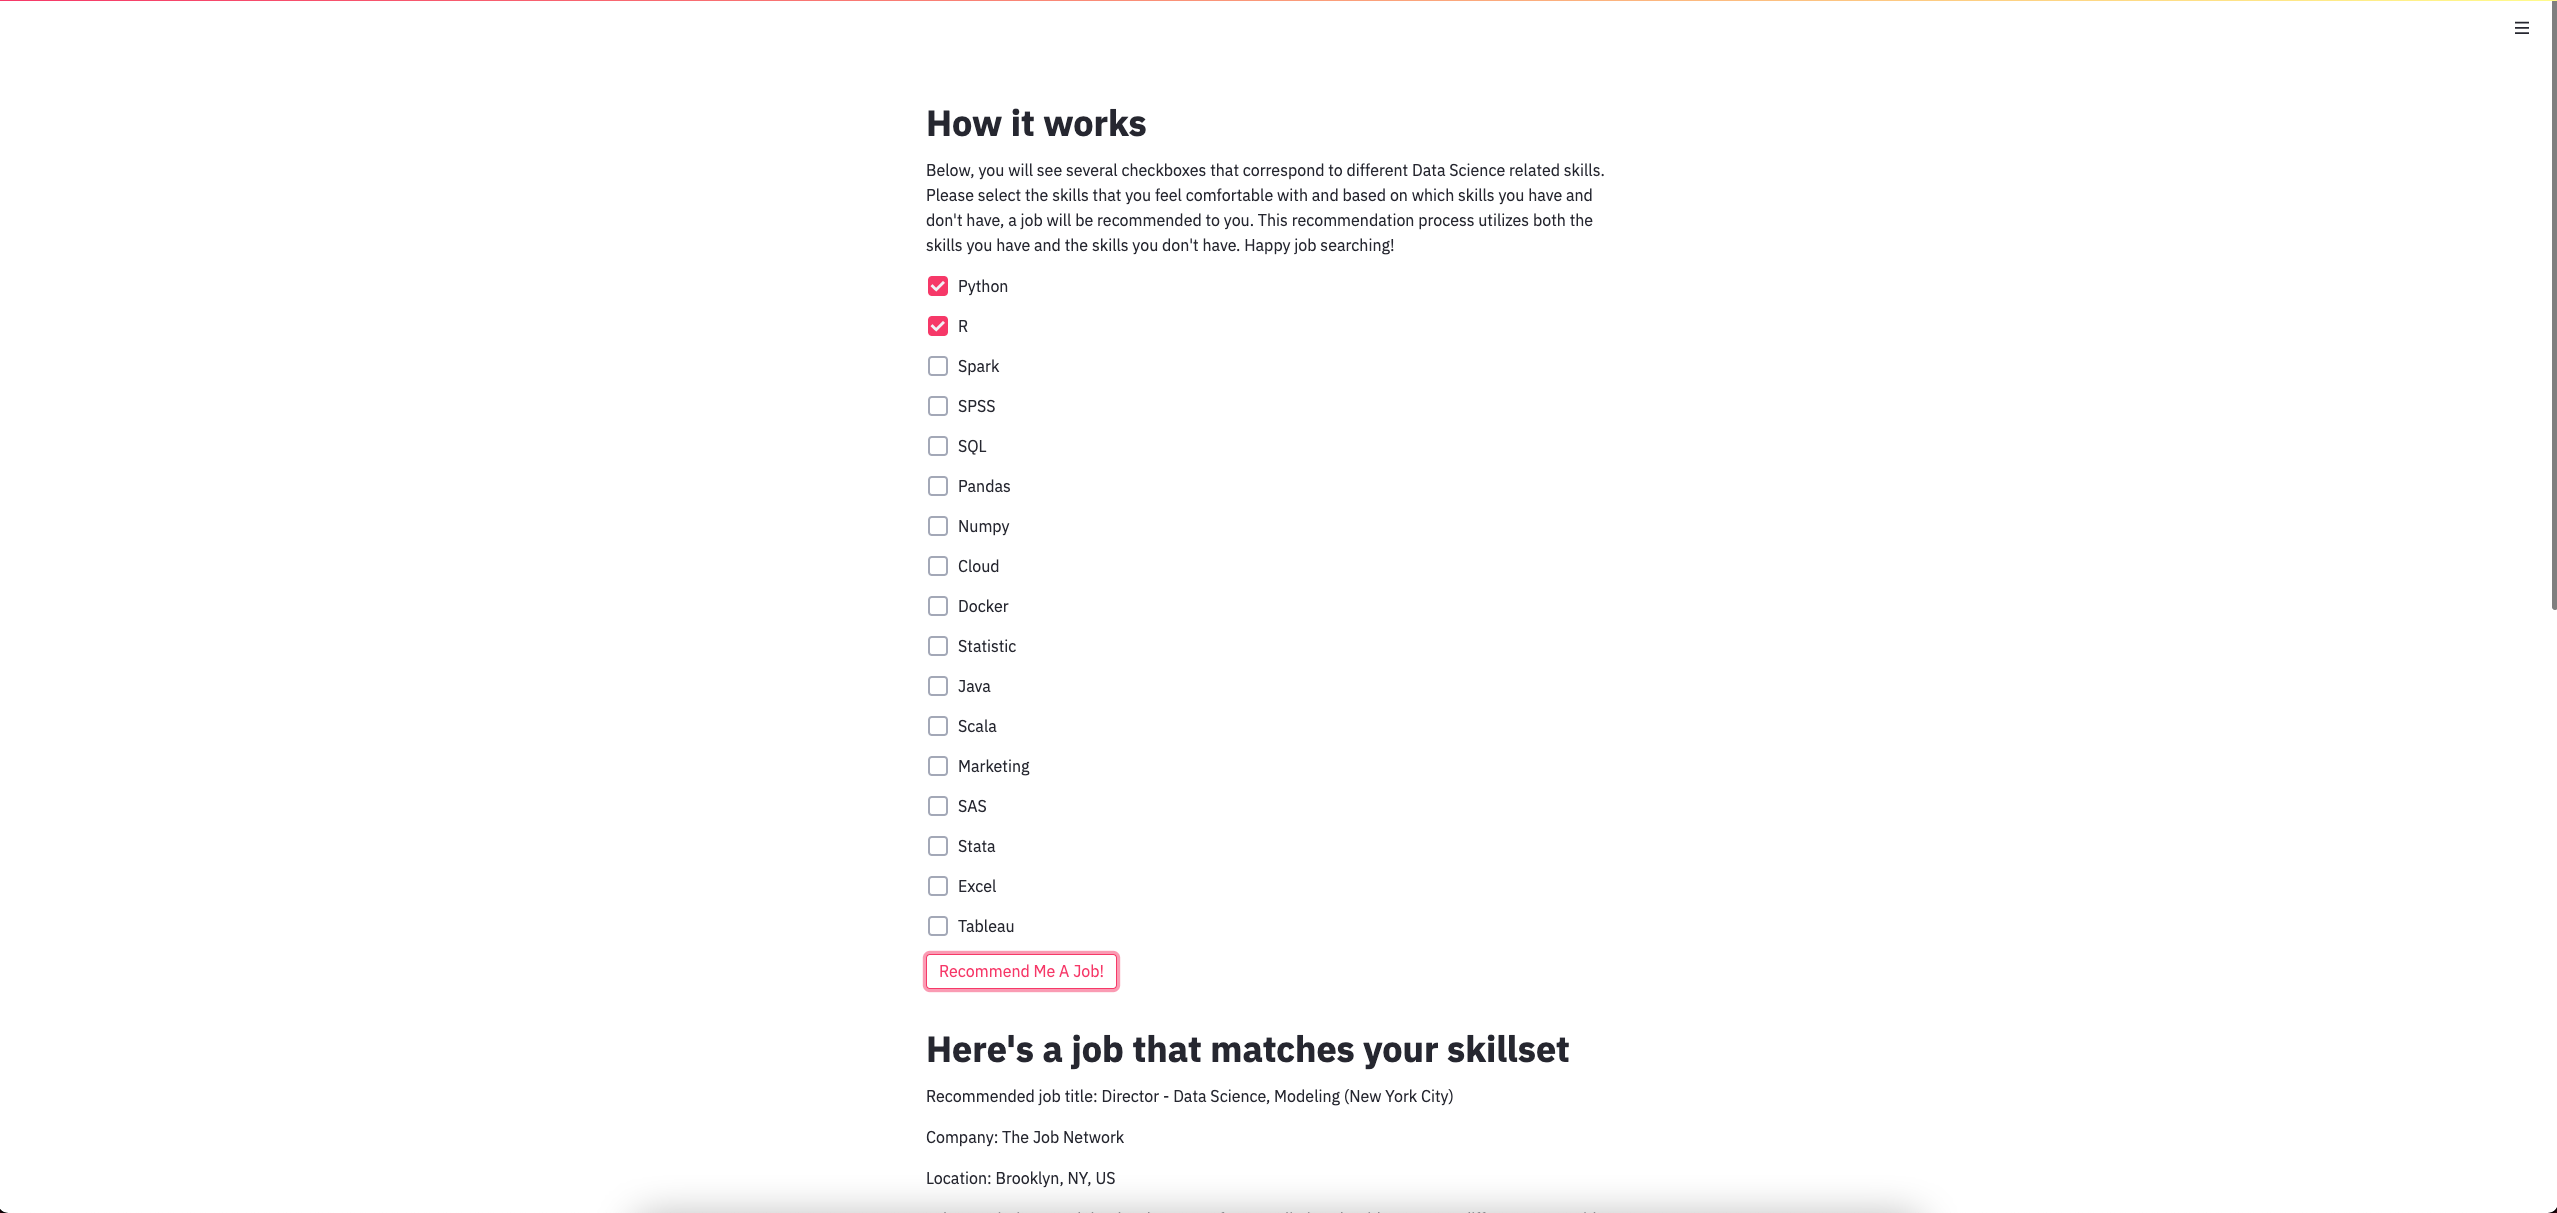 How it works
Below, you will see several checkboxes that correspond to different Data Science related skills.
Please select the skills that you feel comfortable with and based on which skills you have and
don't have, a job will be recommended to you. This recommendation process utilizes both the
skills you have and the skills you don't have. Happy job searching!
Python
R
Spark
SPSS
SQL
Pandas
Numpy
Cloud
Docker
Statistic
Java
Scala
Marketing
SAS
Stata
Excel
Tableau
Recommend Me A Job!
Here's a job that matches your skillset
Recommended job title: Director - Data Science, Modeling (New York City)
Company: The Job Network
Location: Brooklyn, NY, US